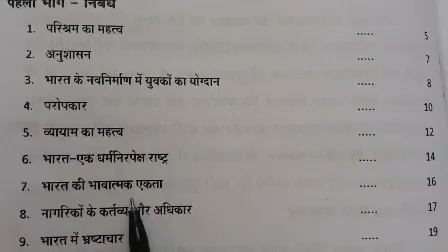 पहला भाग – निबंध
1. परिश्रम का महत्व ..... 5
2. अनुशासन ..... 7
3. भारत के नवनिर्माण में युवकों का योग्दान ..... 8
4. परोपकार ..... 10
5. व्यायाम का महत्व ..... 12
6. भारत–एक धर्मनिरपेक्ष राष्ट्र ..... 14
7. भारत की भावात्मक एकता ..... 16
8. नागरिकों के कर्तव्य और अधिकार ..... 17
9. भारत में भ्रष्टाचार ..... 19